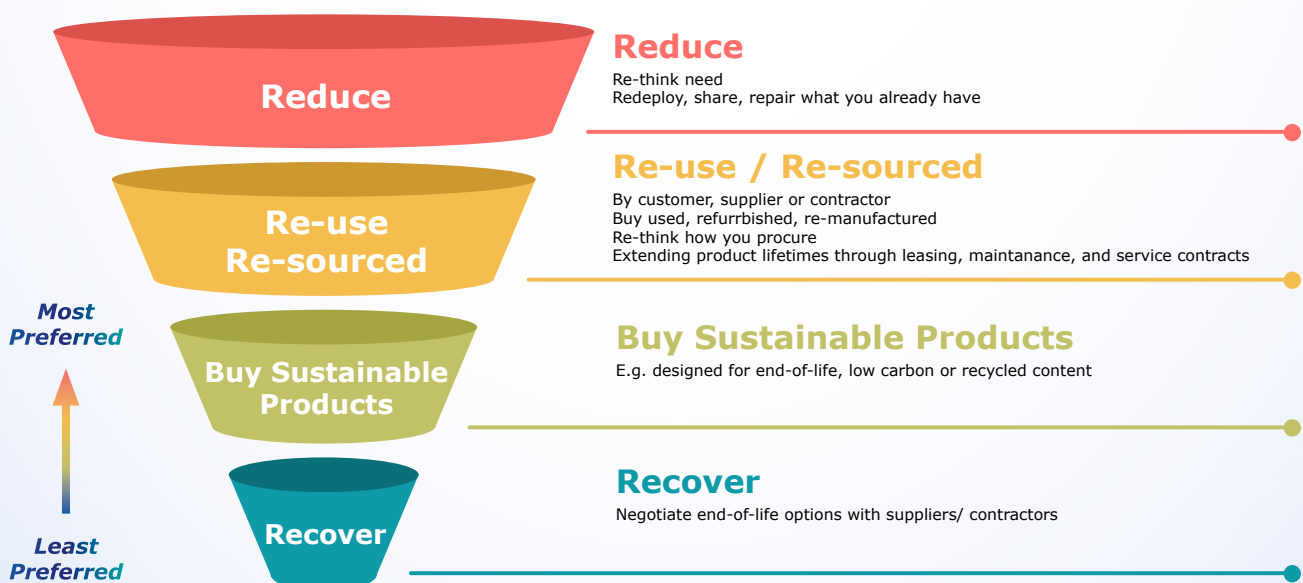 Reduce
Reduce
Re-think need
Redeploy, share, repair what you already have
Re-use
Re-sourced
Re-use / Re-sourced
By customer, supplier or contractor
Buy used, refurrbished, re-manufactured
Re-think how you procure
Extending product lifetimes through leasing, maintanance, and service contracts
Most
Preferred
Buy Sustainable
Products
Buy Sustainable Products
E.g. designed for end-of-life, low carbon or recycled content
Recover
Recover
Negotiate end-of-life options with suppliers/ contractors
Least
Preferred